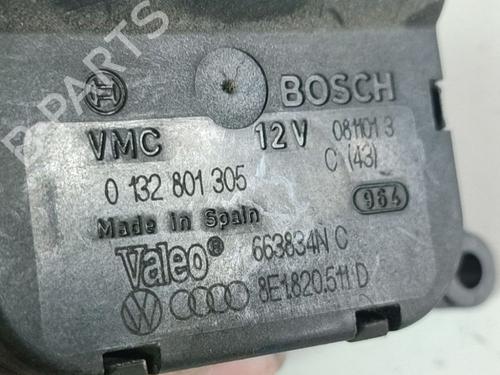 B PARTS
BOSCH
VMC 12V 081101 3
0 132 801 305 C (43)
Made in Spain 964
Valeo® 663834N C
8E1.820.511 D